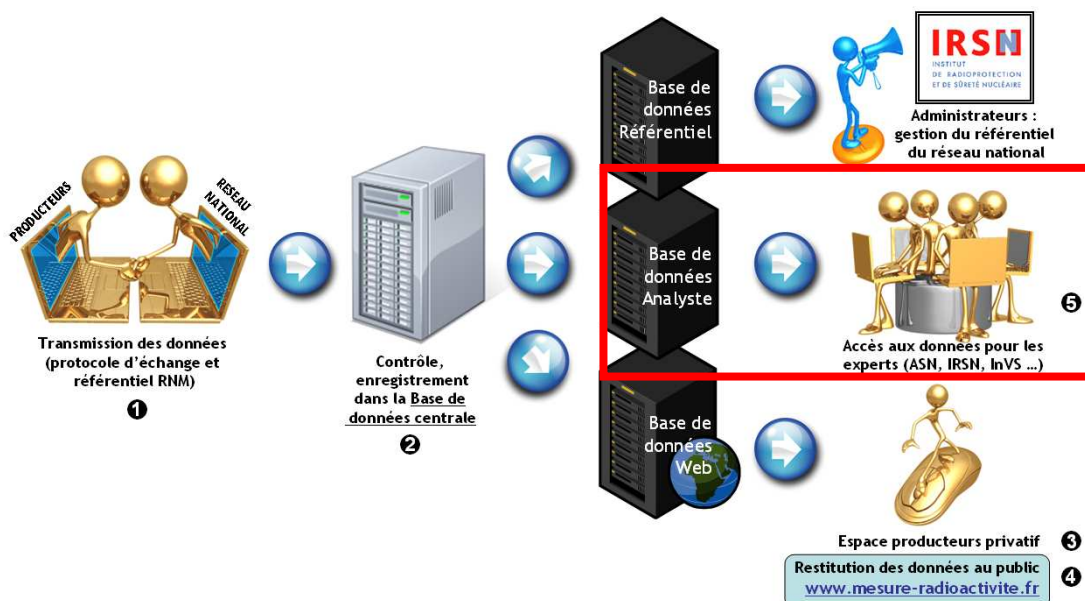 PRODUCTEURS
RESEAU
NATIONAL
Transmission des données
(protocole d'échange et
référentiel RNM)
1
Contrôle,
enregistrement
dans la Base de
données centrale
2
Base de
données
Référentiel
IRSN
INSTITUT
DE RADIOPROTECTION
ET DE SÛRETÉ NUCLÉAIRE
Administrateurs :
gestion du référentiel
du réseau national
Base de
données
Analyste
5
Accès aux données pour les
experts (ASN, IRSN, InVS ...)
Base de
données
Web
Espace producteurs privatif
3
Restitution des données au public
www.mesure-radioactivite.fr
4